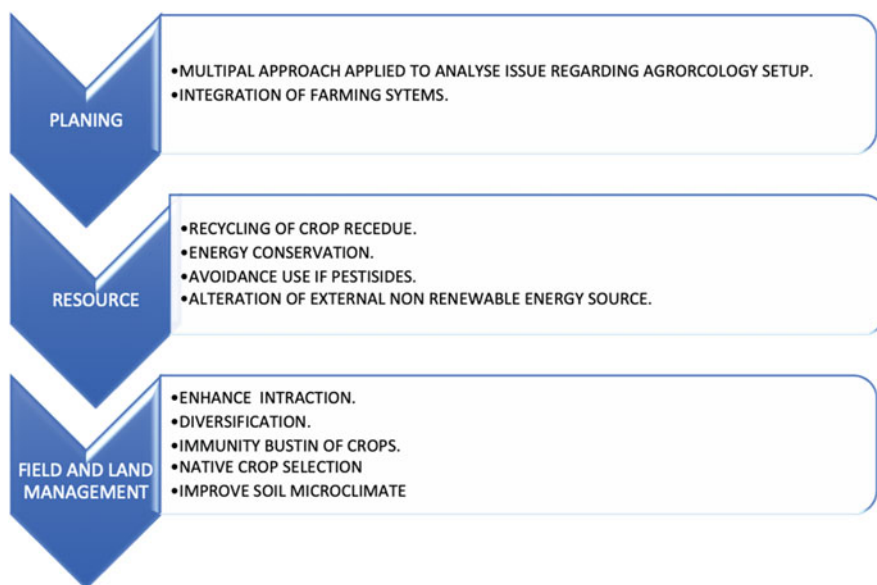 PLANING
•MULTIPAL APPROACH APPLIED TO ANALYSE ISSUE REGARDING AGRORCOLOGY SETUP.
•INTEGRATION OF FARMING SYTEMS.
RESOURCE
•RECYCLING OF CROP RECEDUE.
•ENERGY CONSERVATION.
•AVOIDANCE USE IF PESTISIDES.
•ALTERATION OF EXTERNAL NON RENEWABLE ENERGY SOURCE.
FIELD AND LAND
MANAGEMENT
•ENHANCE  INTRACTION.
•DIVERSIFICATION.
•IMMUNITY BUSTIN OF CROPS.
•NATIVE CROP SELECTION
•IMPROVE SOIL MICROCLIMATE